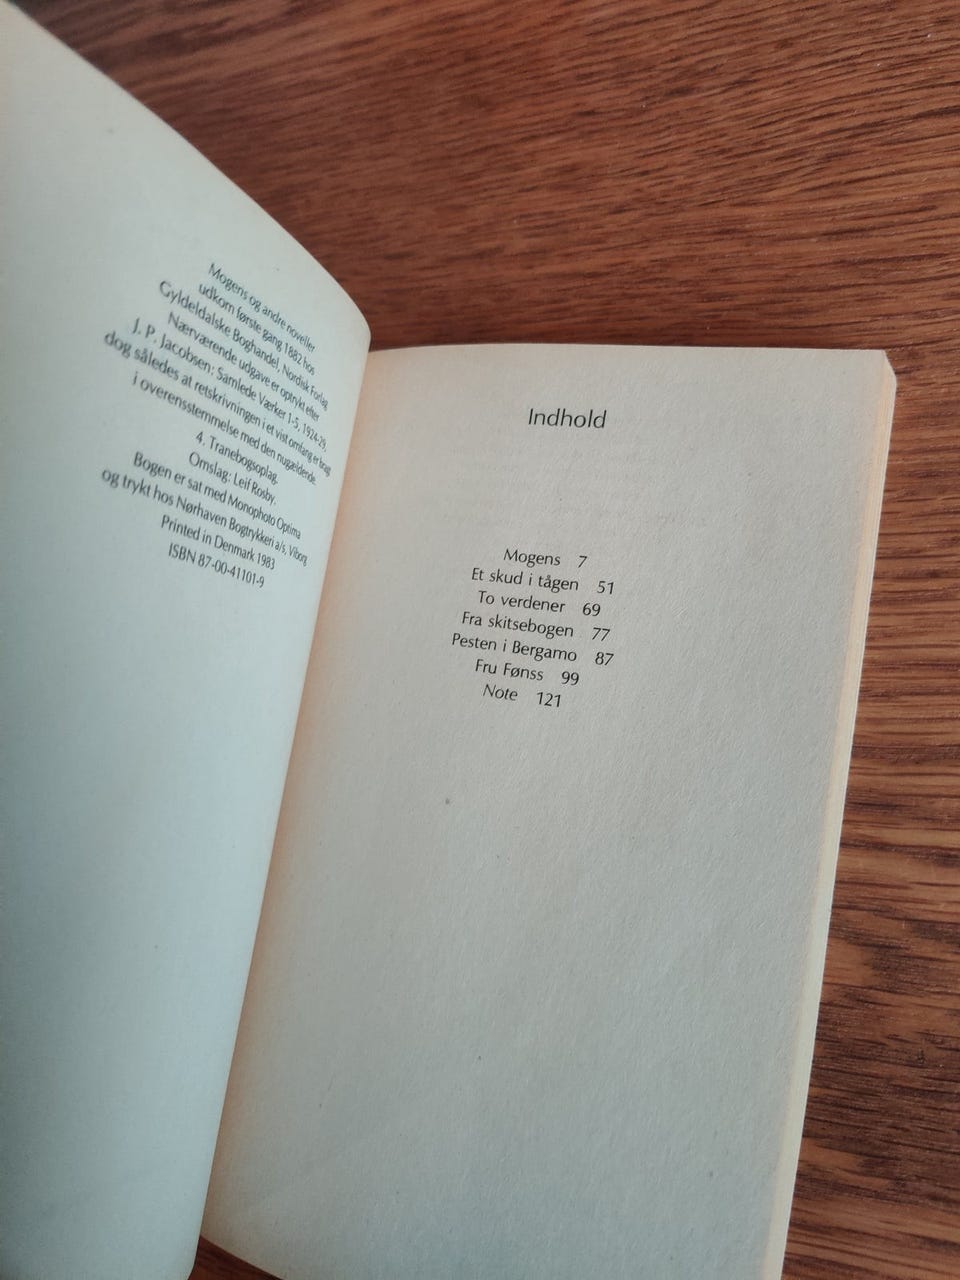 Mogens og andre noveller
udkom første gang 1882 hos
Gyldeldalske Boghandel, Nordisk Forlag
Nærværende udgave er optrykt efter
J. P. Jacobsen: Samlede Værker 1-5, 1924-29,
dog således at retskrivningen i et vist omfang er bragt
i overensstemmelse med den nugældende.
4. Tranebogsoplag.
Omslag: Leif Rosby.
Bogen er sat med Monophoto Optima
og trykt hos Nørhaven Bogtrykkeri a/s, Viborg
Printed in Denmark 1983
ISBN 87-00-41101-9
Indhold
Mogens 7
Et skud i tågen 51
To verdener 69
Fra skitsebogen 77
Pesten i Bergamo 87
Fru Fønss 99
Note 121